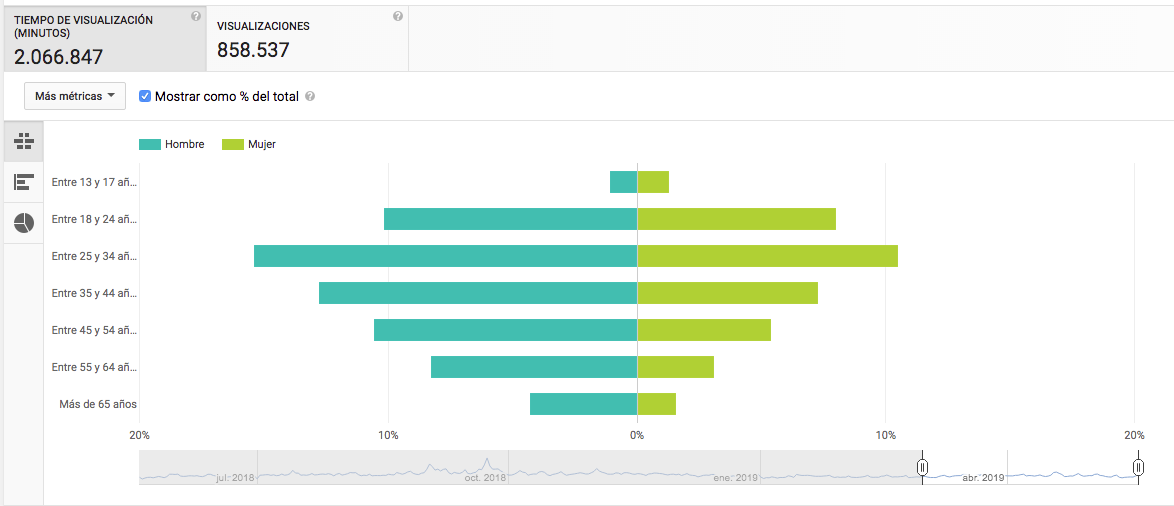 TIEMPO DE VISUALIZACIÓN
(MINUTOS)
2.066.847
VISUALIZACIONES
858.537
Más métricas
Mostrar como % del total
Hombre
Mujer
Entre 13 y 17 añ...
Entre 18 y 24 añ...
Entre 25 y 34 añ...
Entre 35 y 44 añ...
Entre 45 y 54 añ...
Entre 55 y 64 añ...
Más de 65 años
20% 10% 0% 10% 20%
jul. 2018 oct. 2018 ene. 2019 abr. 2019